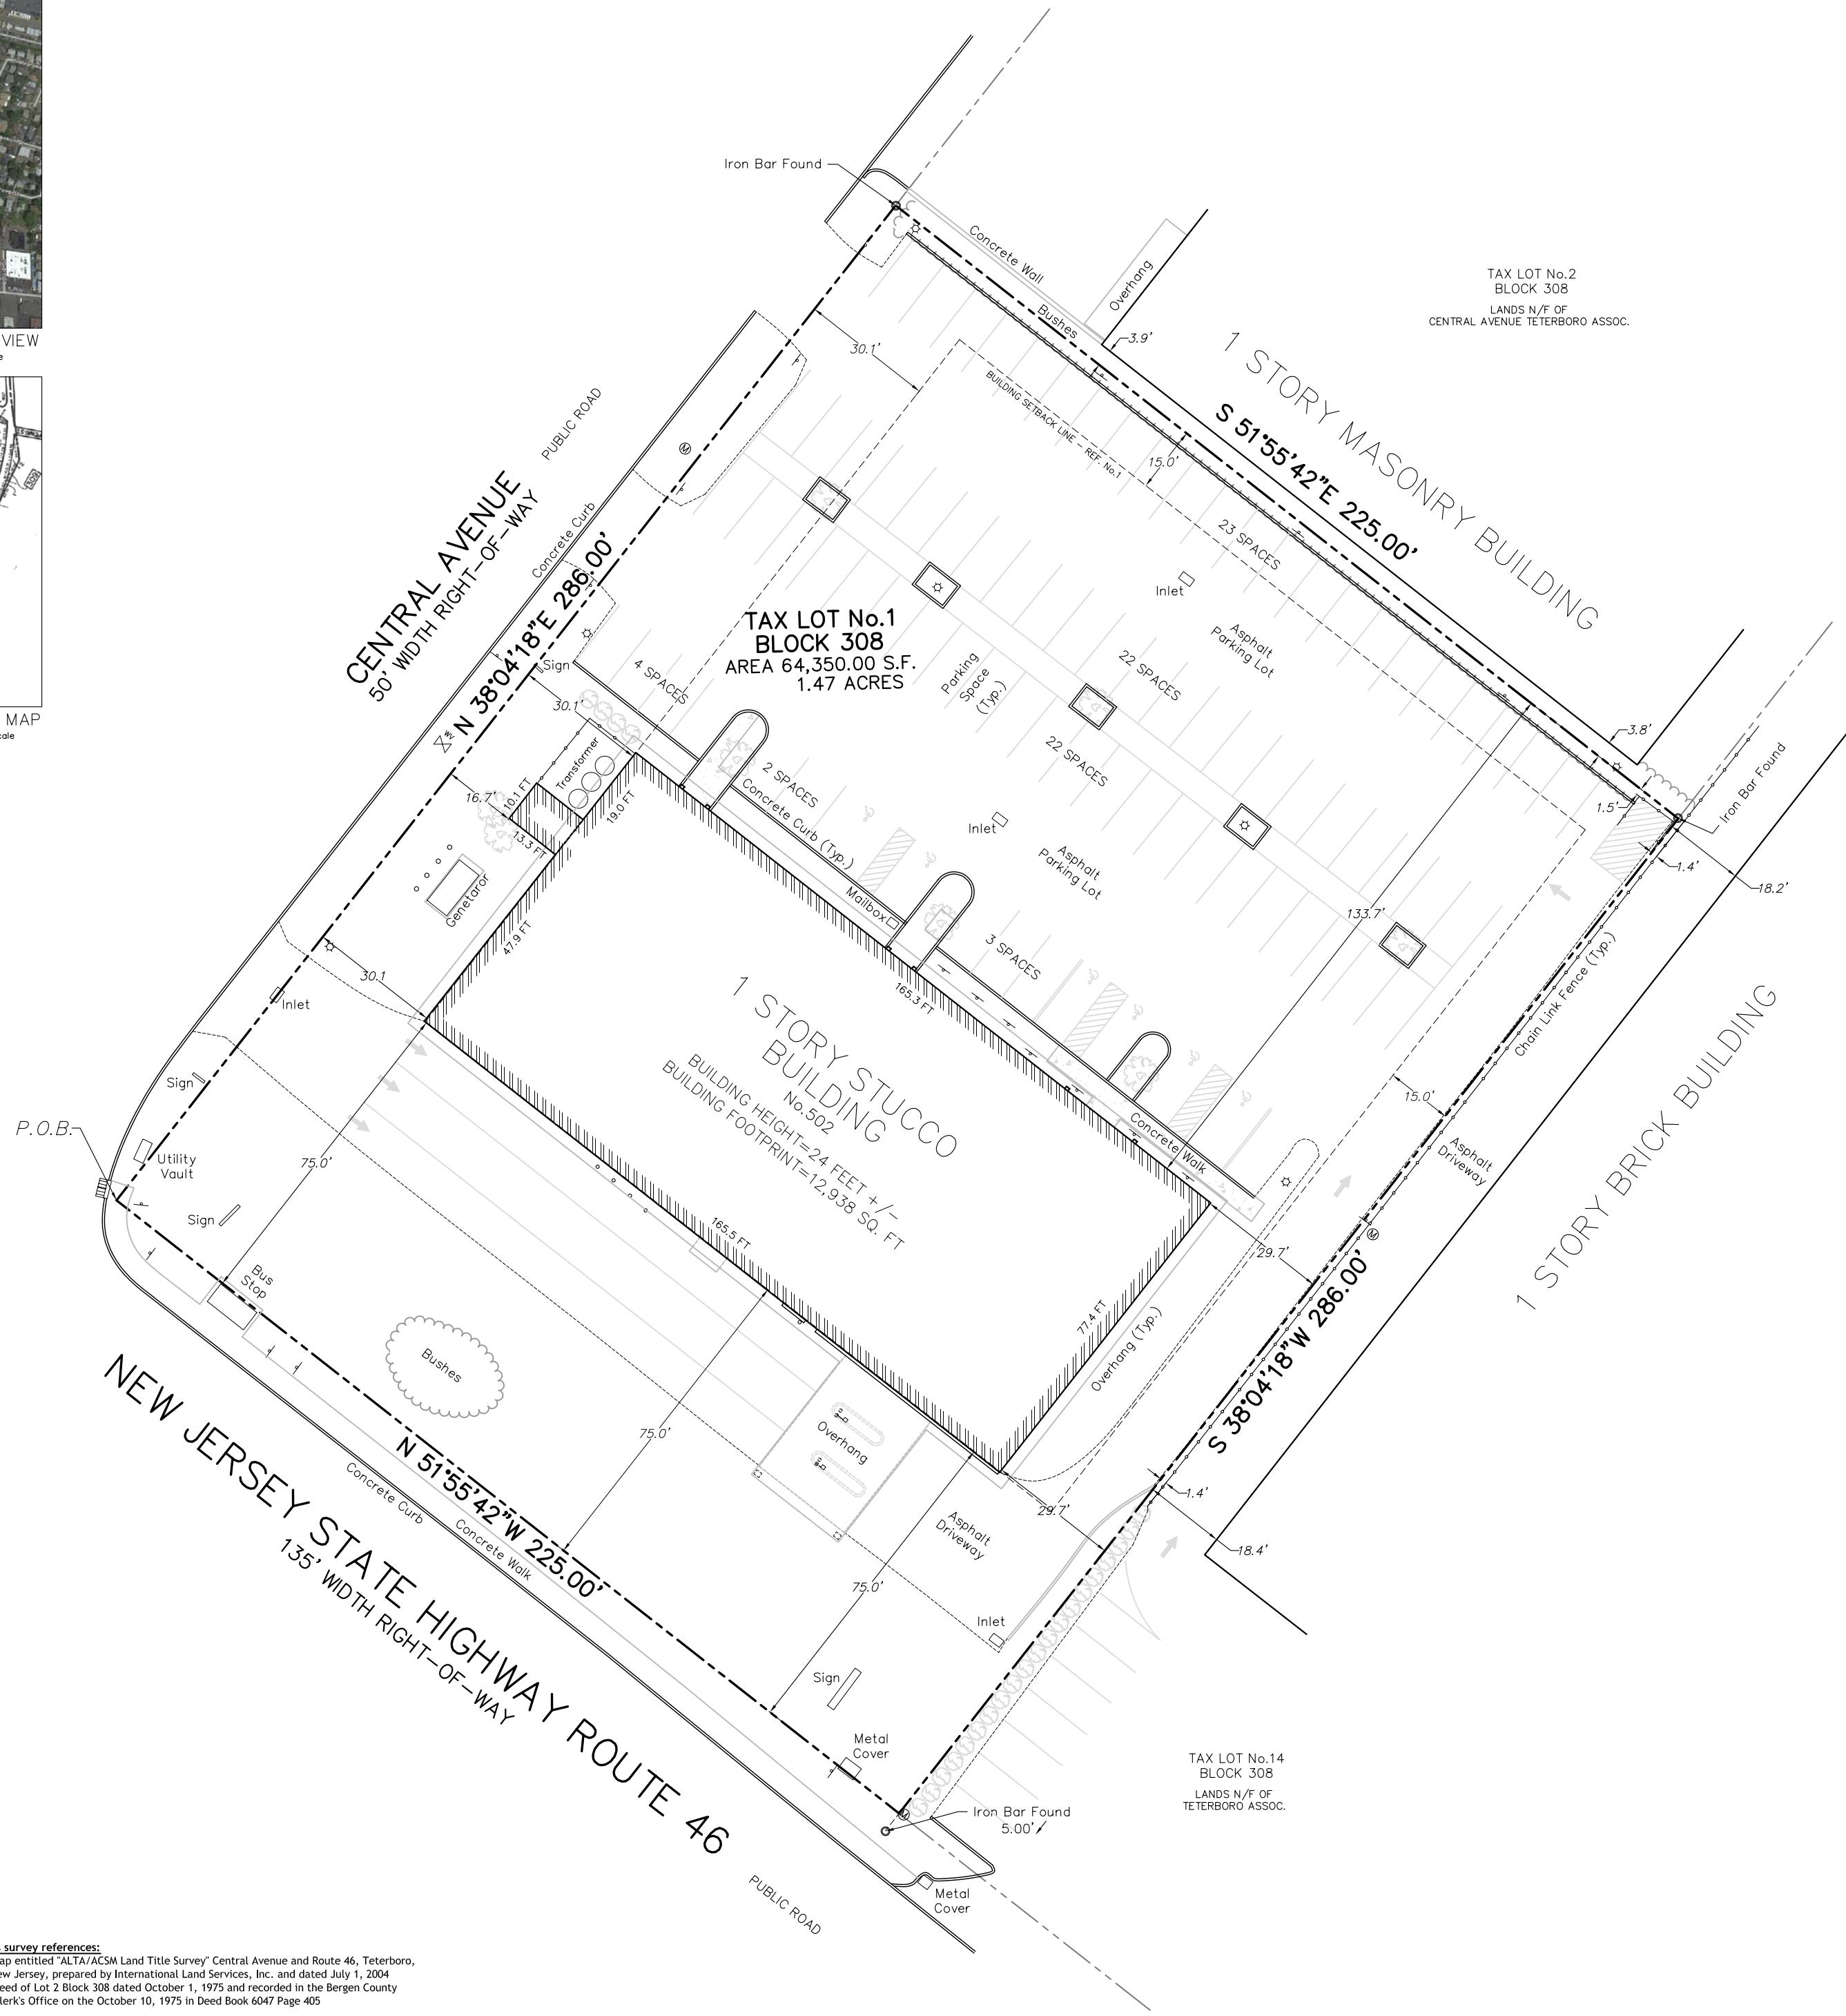 VIEW
MAP
Iron Bar Found
Concrete Wall
Overhang
Bushes
3.9'
TAX LOT No.2
BLOCK 308
LANDS N/F OF
CENTRAL AVENUE TETERBORO ASSOC.
1 STORY MASONRY BUILDING
S 51°55'42"E 225.00'
30.1'
BUILDING SETBACK LINE – REF. No.1
15.0'
PUBLIC ROAD
CENTRAL AVENUE
50' WIDTH RIGHT–OF–WAY
Concrete Curb
N 38°04'18"E 286.00'
M
23 SPACES
Inlet
Asphalt
Parking Lot
TAX LOT No.1
BLOCK 308
AREA 64,350.00 S.F.
1.47 ACRES
Parking
Space
(Typ.)
22 SPACES
22 SPACES
4 SPACES
Sign
30.1'
WV
Transformer
10.1 FT
19.0 FT
16.7'
13.3 FT
Genetaror
47.9 FT
2 SPACES
Concrete Curb (Typ.)
Mailbox
Inlet
Asphalt
Parking Lot
3 SPACES
165.3 FT
133.7'
3.8'
1.5'
Iron Bar Found
1.4'
18.2'
Chain Link Fence (Typ.)
15.0'
Asphalt
Driveway
1 STORY BRICK BUILDING
30.1
Inlet
Sign
P.O.B.
Utility
Vault
Sign
75.0'
Bus
Stop
Bushes
1 STORY STUCCO
BUILDING
No.502
BUILDING HEIGHT=24 FEET +/–
BUILDING FOOTPRINT=12,938 SQ. FT
165.5 FT
Concrete Walk
29.7'
M
77.4 FT
Overhang (Typ.)
S 38°04'18"W 286.00'
75.0'
Overhang
29.7'
1.4'
18.4'
Asphalt
Driveway
75.0'
Inlet
Sign
N 51°55'42"W 225.00'
Concrete Curb
Concrete Walk
NEW JERSEY STATE HIGHWAY ROUTE 46
135' WIDTH RIGHT–OF–WAY
PUBLIC ROAD
Metal
Cover
M
Iron Bar Found
5.00'
Metal
Cover
TAX LOT No.14
BLOCK 308
LANDS N/F OF
TETERBORO ASSOC.
survey references:
entitled "ALTA/ACSM Land Title Survey" Central Avenue and Route 46, Teterboro,
Jersey, prepared by International Land Services, Inc. and dated July 1, 2004
of Lot 2 Block 308 dated October 1, 1975 and recorded in the Bergen County
Office on the October 10, 1975 in Deed Book 6047 Page 405